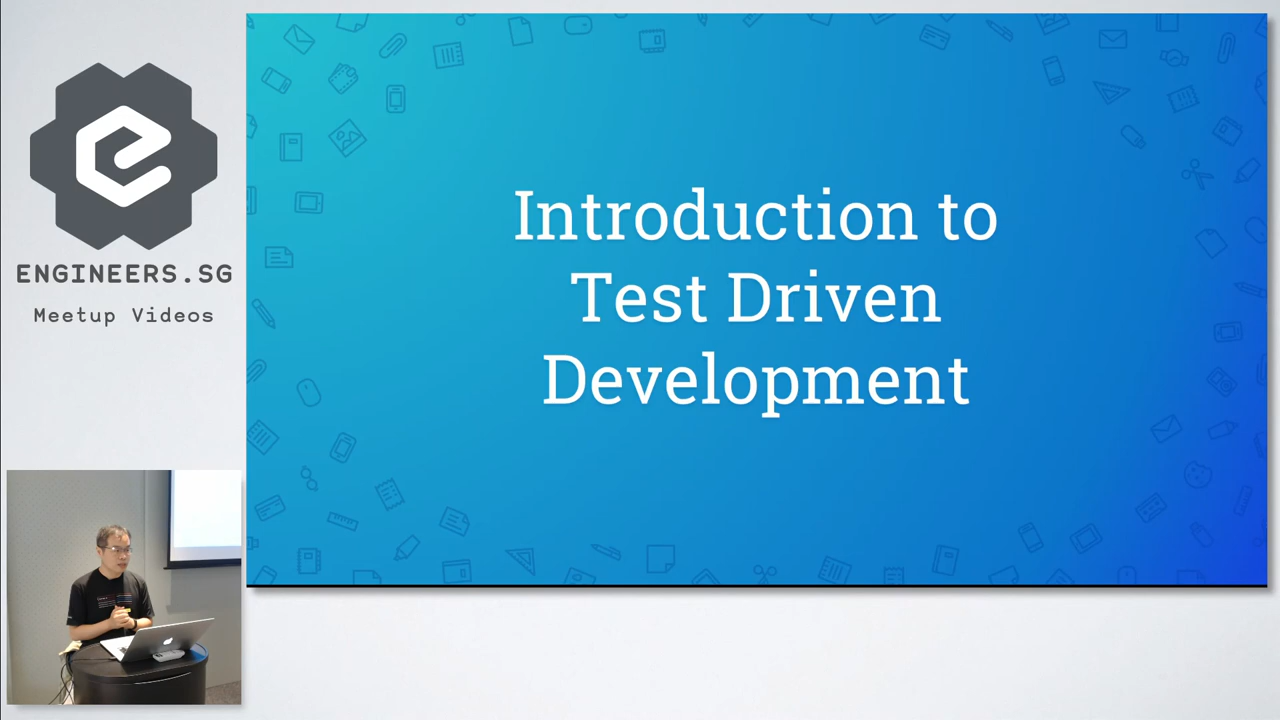 ENGINEERS.SG
Meetup Videos
Introduction to
Test Driven
Development